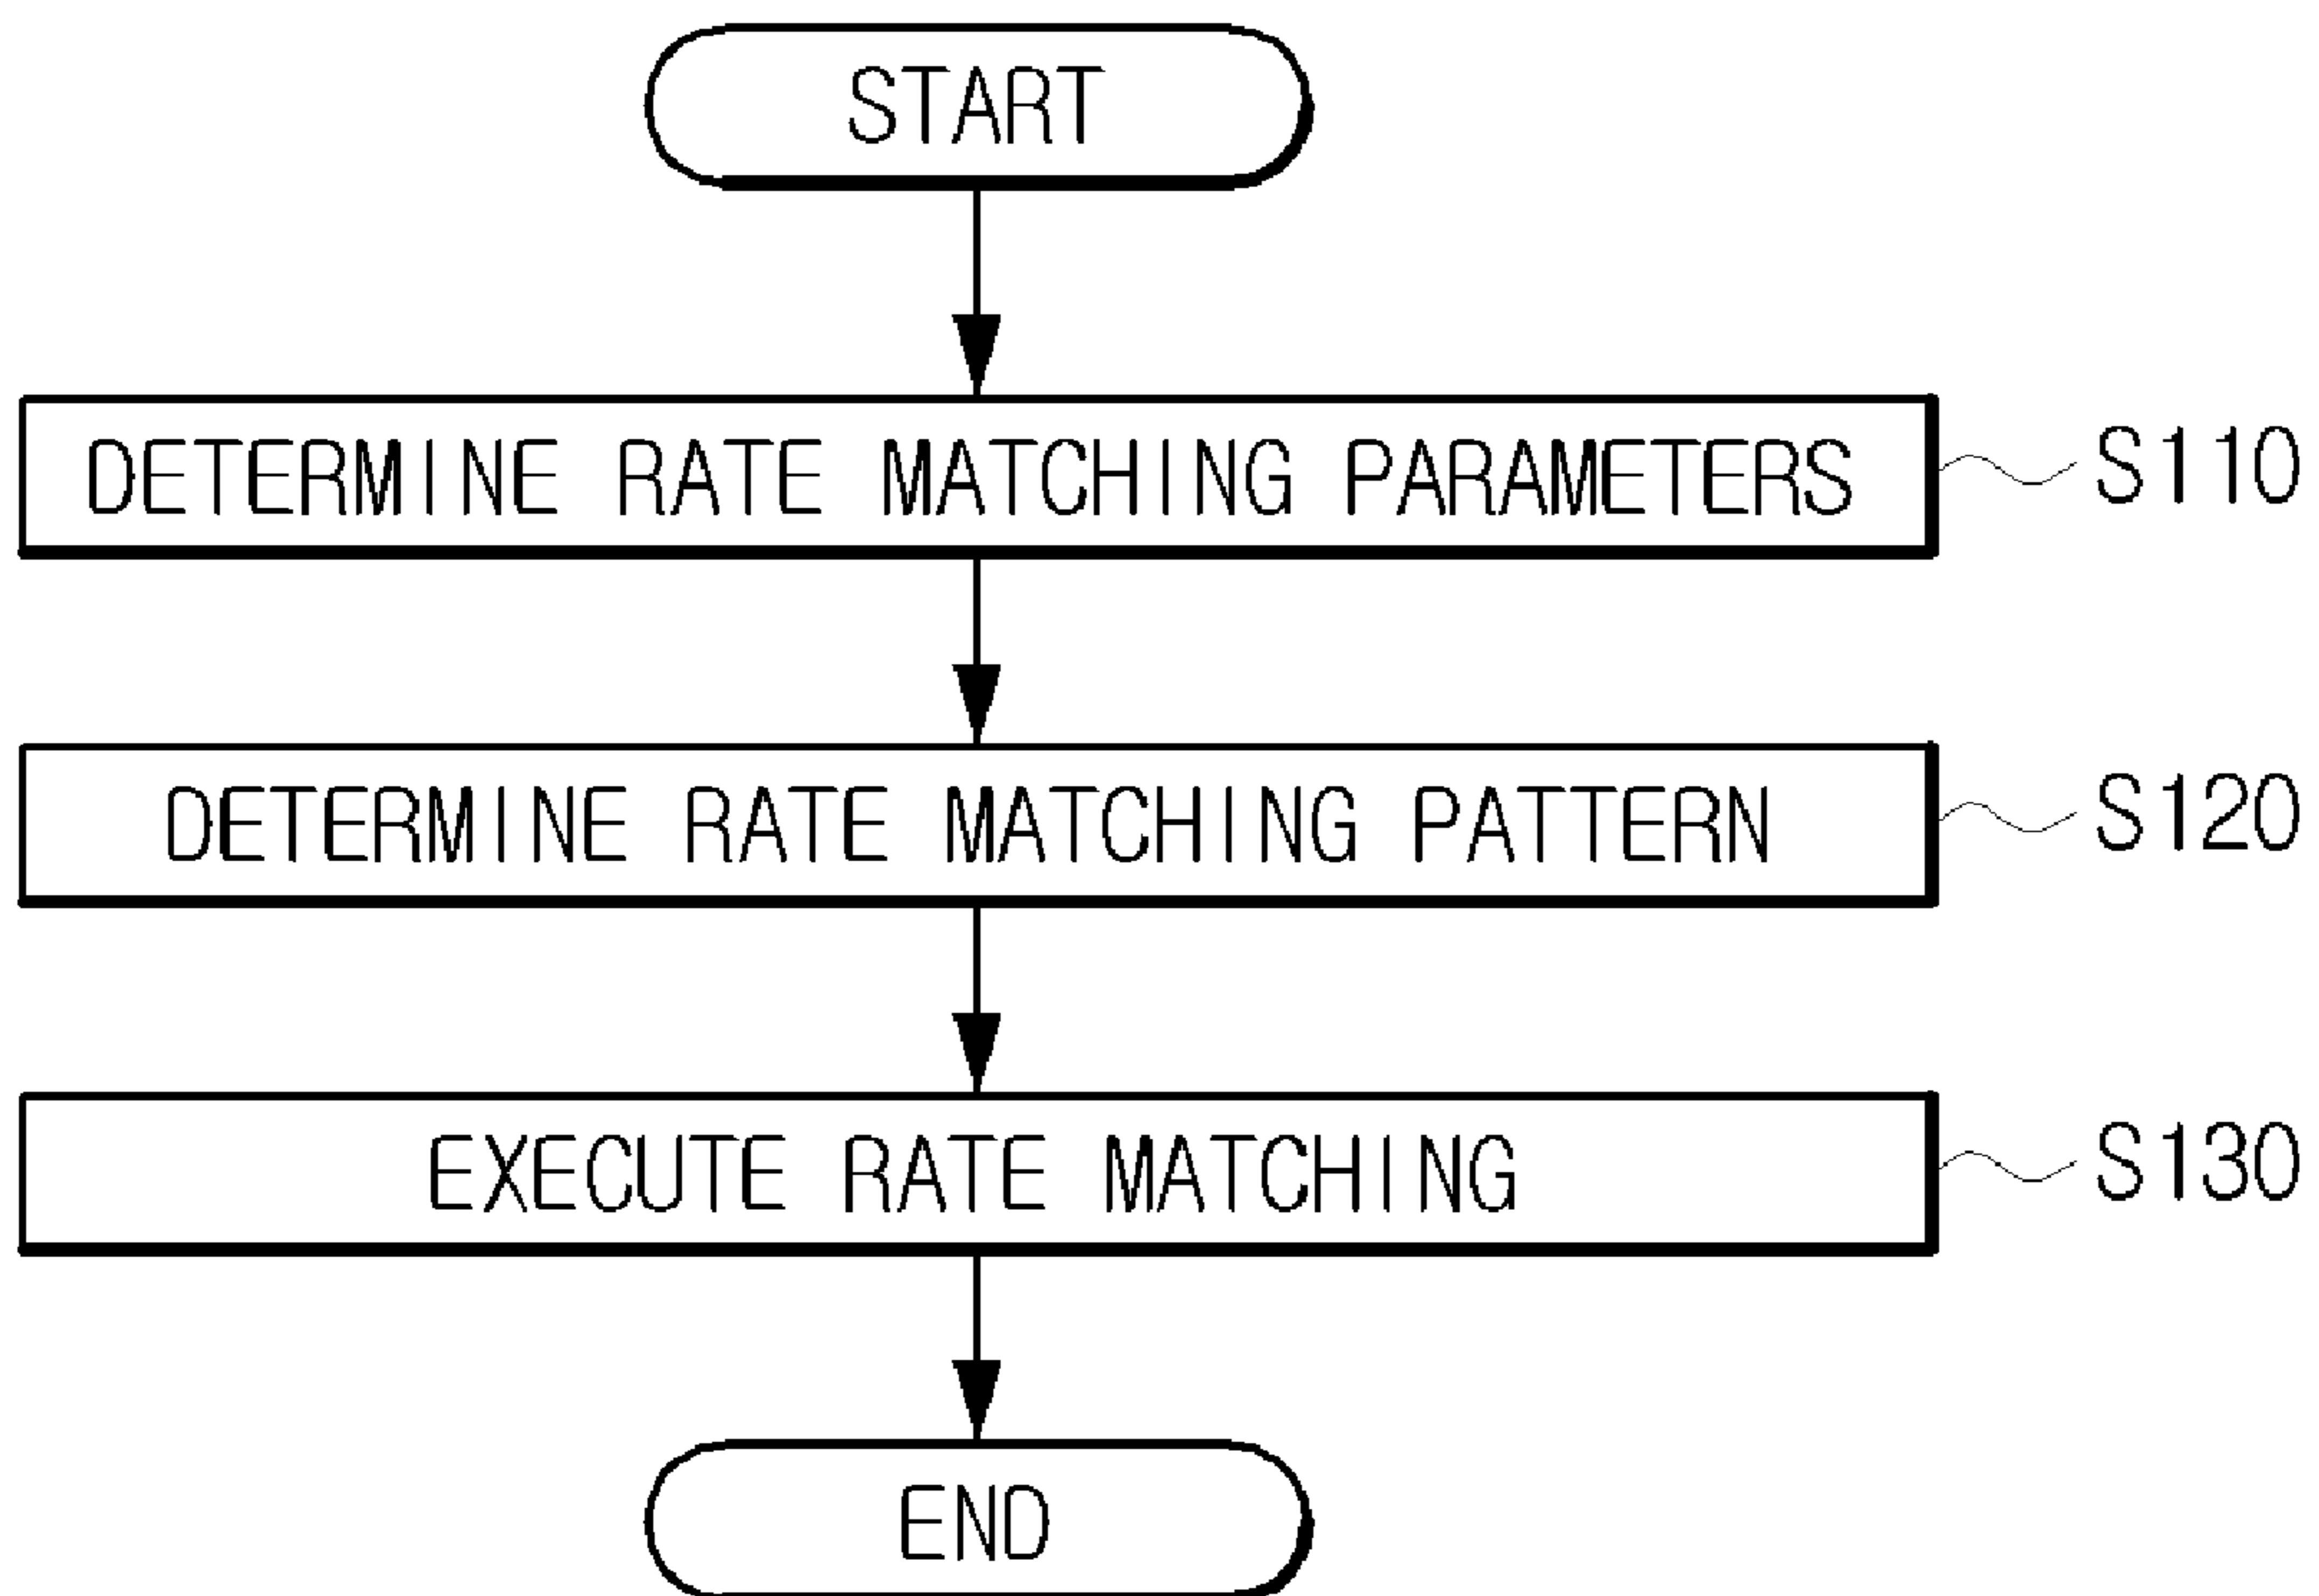 START
DETERMINE RATE MATCHING PARAMETERS S110
DETERMINE RATE MATCHING PATTERN S120
EXECUTE RATE MATCHING S130
END